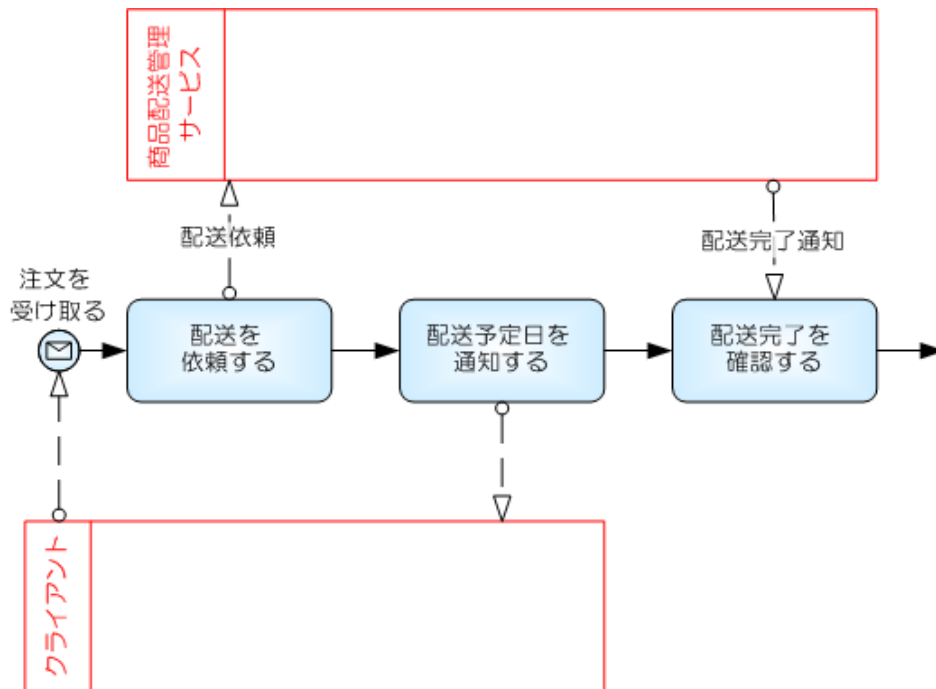 商品配送管理
サービス
配送依頼
配送完了通知
注文を
受け取る
配送を
依頼する
配送予定日を
通知する
配送完了を
確認する
クライアント